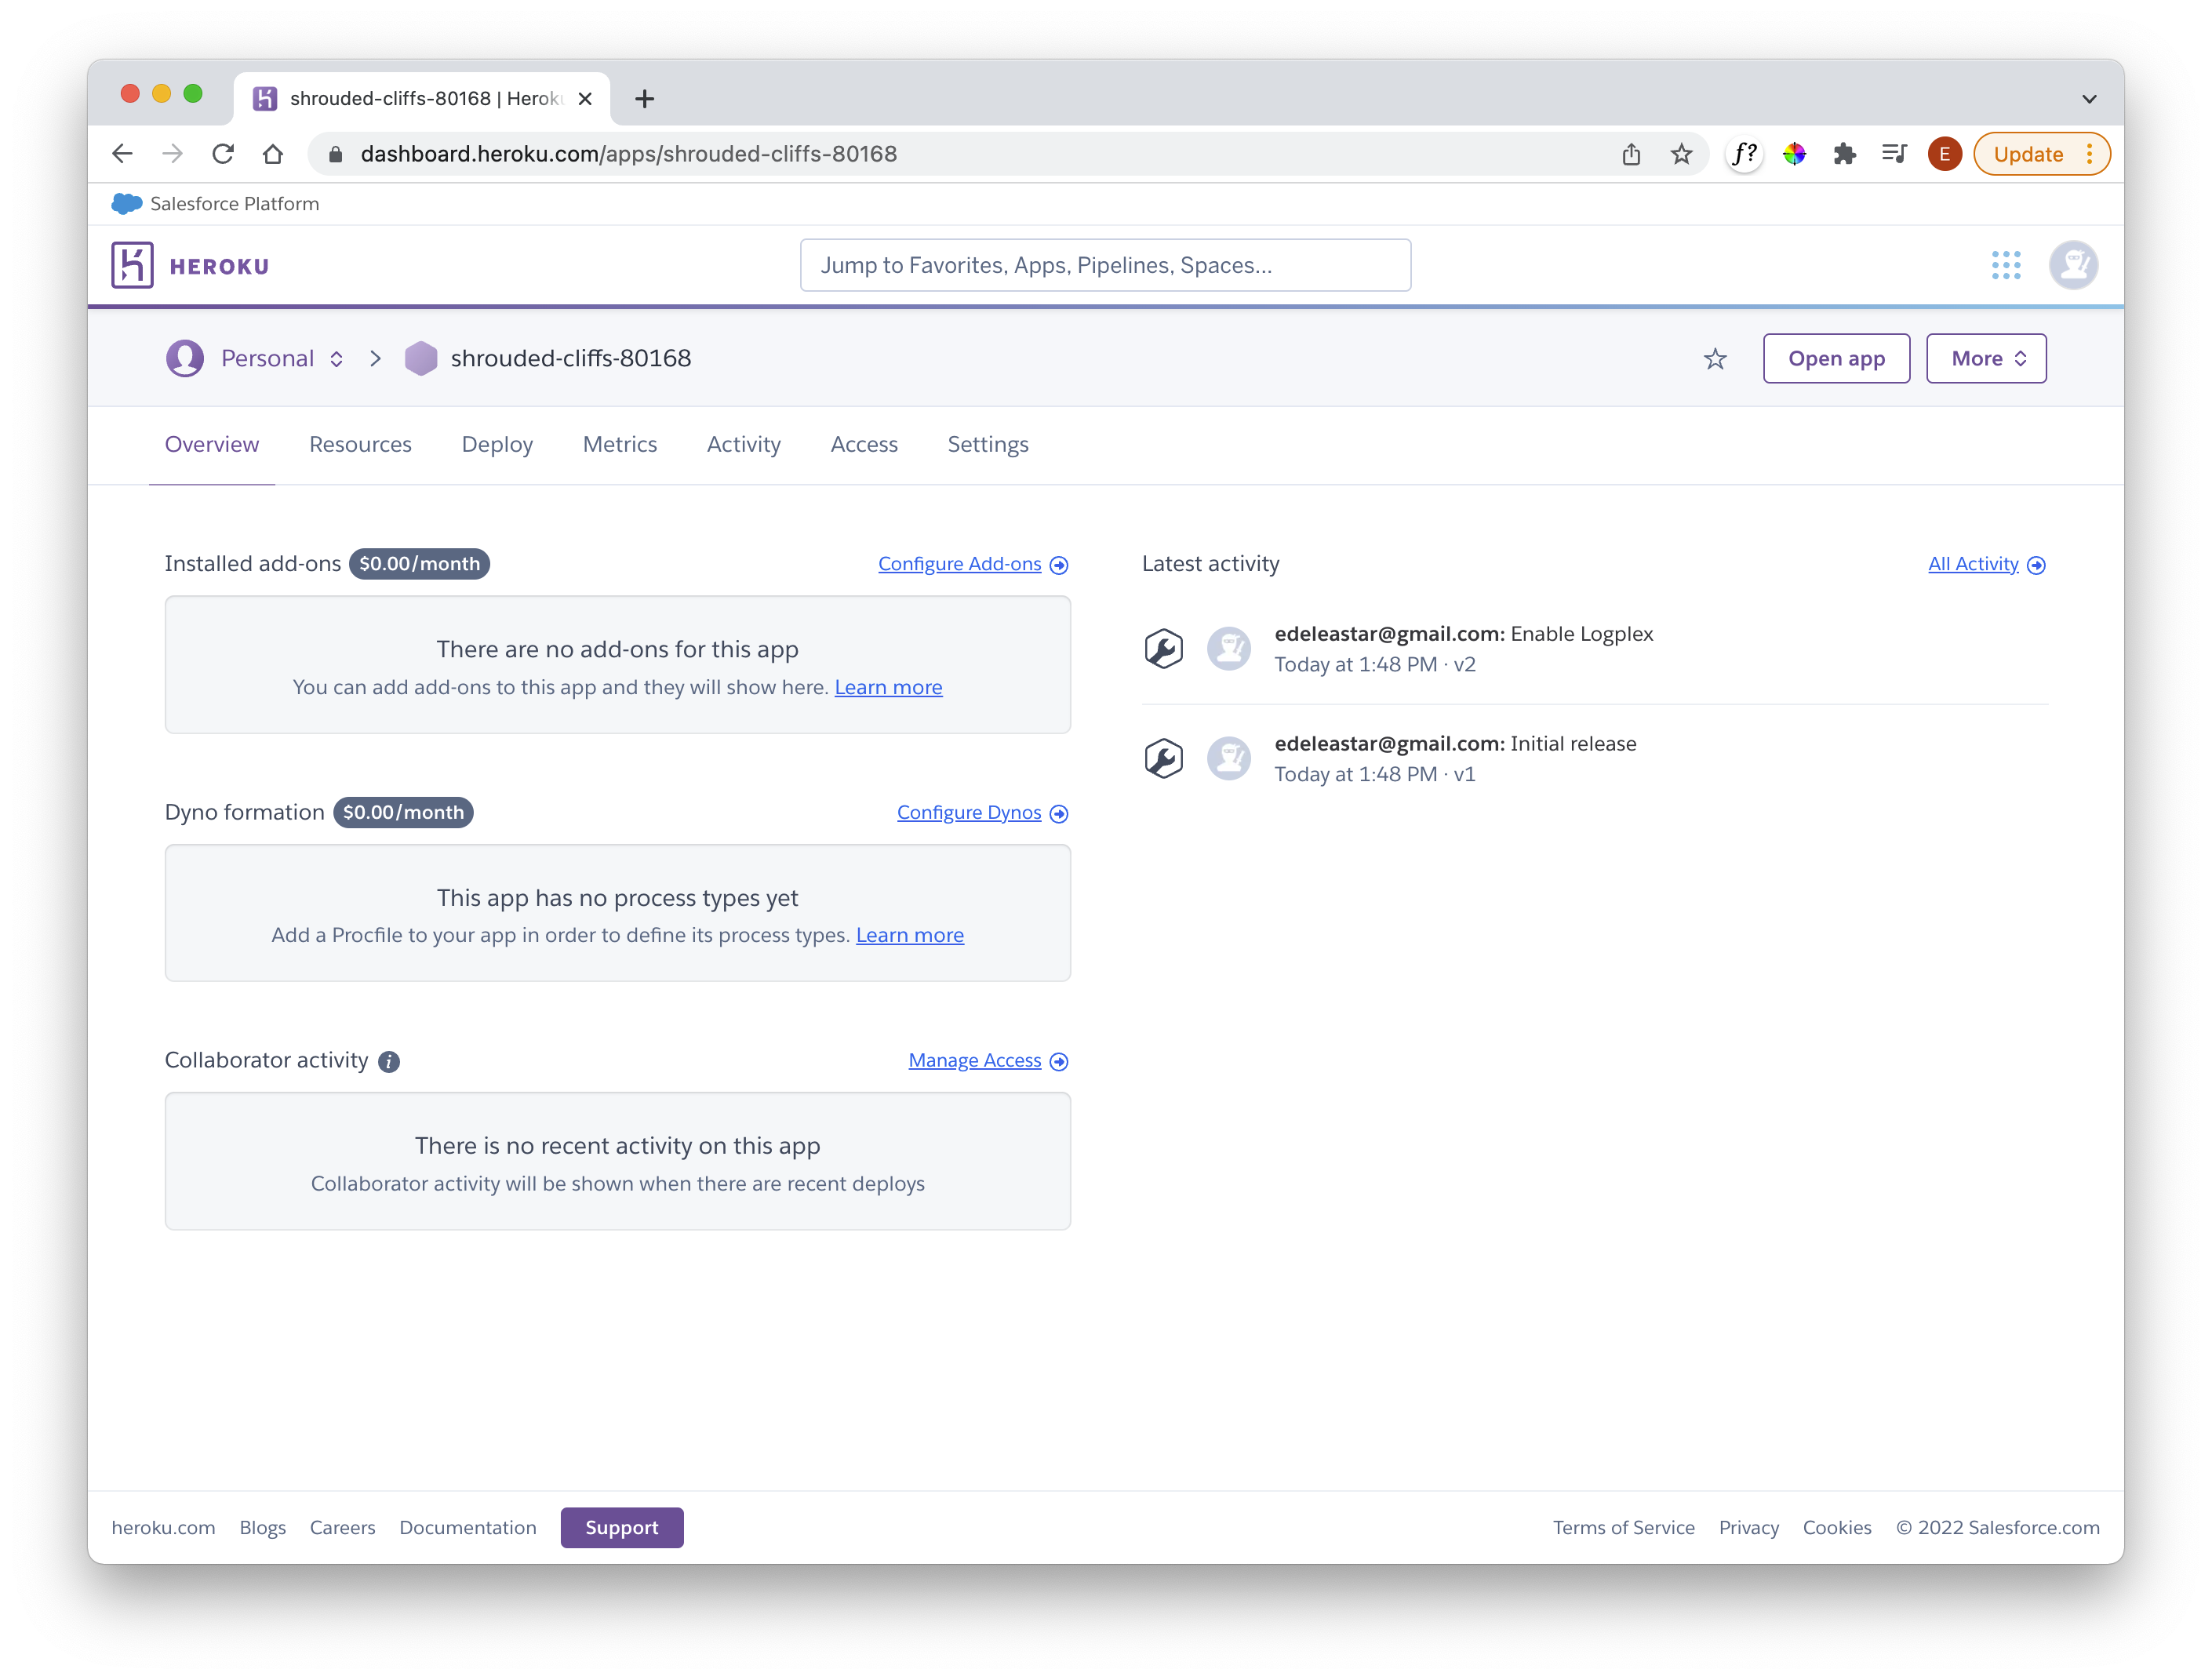 shrouded-cliffs-80168 | Heroku
dashboard.heroku.com/apps/shrouded-cliffs-80168
f?
E
Update
Salesforce Platform
HEROKU
Jump to Favorites, Apps, Pipelines, Spaces...
Personal
shrouded-cliffs-80168
Open app
More
Overview
Resources
Deploy
Metrics
Activity
Access
Settings
Installed add-ons $0.00/month
Configure Add-ons
There are no add-ons for this app
You can add add-ons to this app and they will show here. Learn more
Dyno formation $0.00/month
Configure Dynos
This app has no process types yet
Add a Procfile to your app in order to define its process types. Learn more
Collaborator activity i
Manage Access
There is no recent activity on this app
Collaborator activity will be shown when there are recent deploys
Latest activity
All Activity
edeleastar@gmail.com: Enable Logplex
Today at 1:48 PM · v2
edeleastar@gmail.com: Initial release
Today at 1:48 PM · v1
heroku.com
Blogs
Careers
Documentation
Support
Terms of Service
Privacy
Cookies
© 2022 Salesforce.com